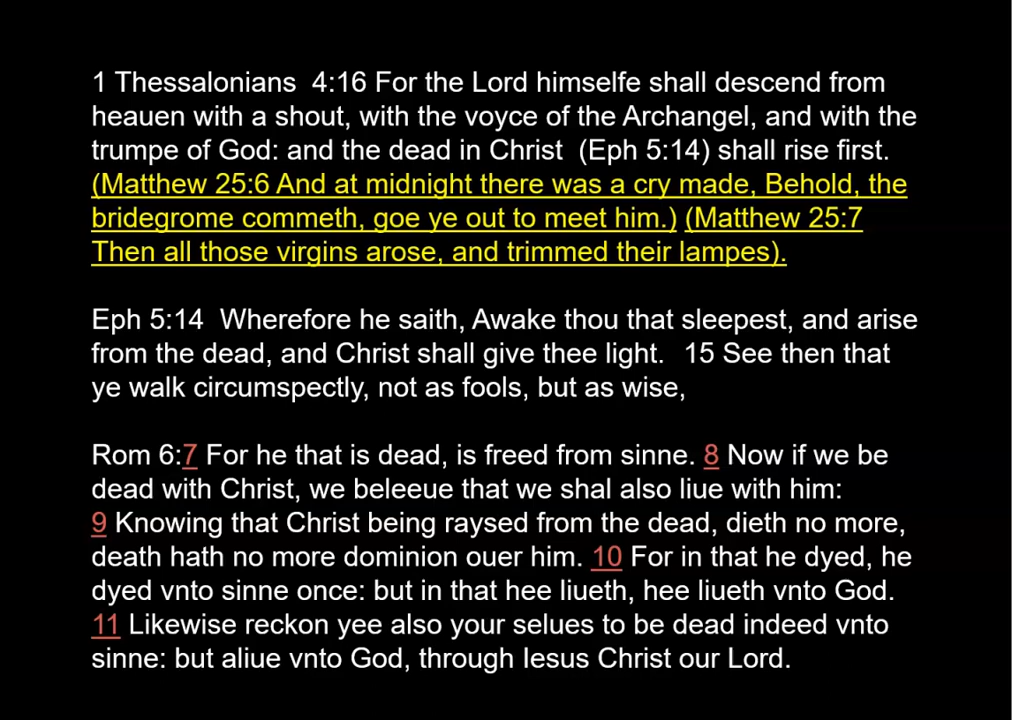 1 Thessalonians 4:16 For the Lord himselfe shall descend from
heauen with a shout, with the voyce of the Archangel, and with the
trumpe of God: and the dead in Christ (Eph 5:14) shall rise first.
(Matthew 25:6 And at midnight there was a cry made, Behold, the
bridegrome commeth, goe ye out to meet him.) (Matthew 25:7
Then all those virgins arose, and trimmed their lampes).
Eph 5:14 Wherefore he saith, Awake thou that sleepest, and arise
from the dead, and Christ shall give thee light. 15 See then that
ye walk circumspectly, not as fools, but as wise,
Rom 6:7 For he that is dead, is freed from sinne. 8 Now if we be
dead with Christ, we beleeue that we shal also liue with him:
9 Knowing that Christ being raysed from the dead, dieth no more,
death hath no more dominion ouer him. 10 For in that he dyed, he
dyed vnto sinne once: but in that hee liueth, hee liueth vnto God.
11 Likewise reckon yee also your selues to be dead indeed vnto
sinne: but aliue vnto God, through Iesus Christ our Lord.